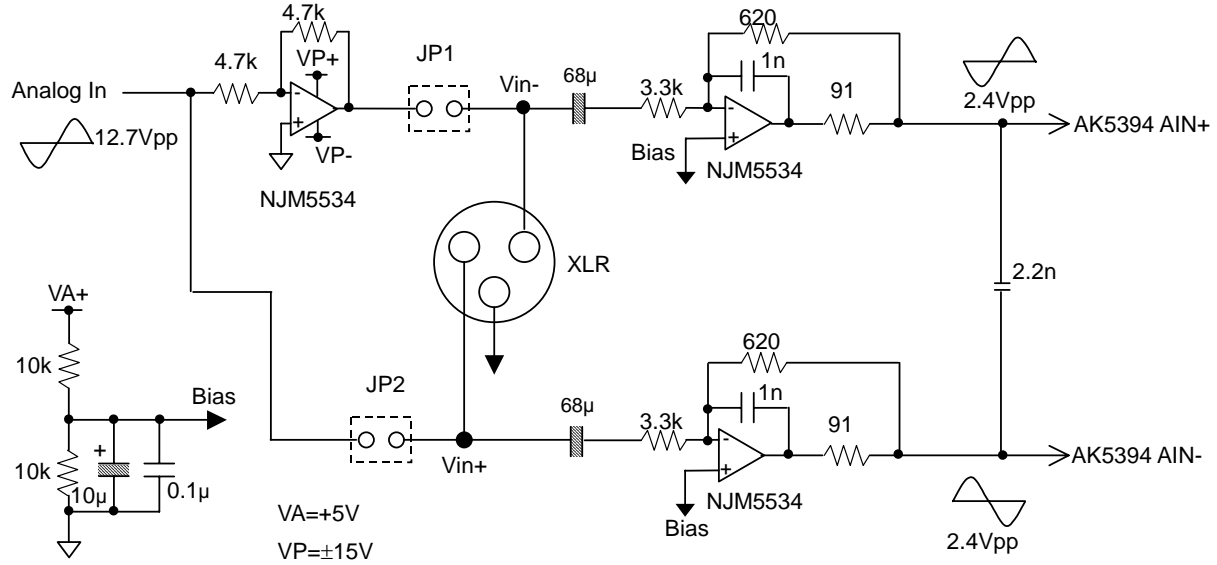 4.7k
620
4.7k
VP+
JP1
1n
Vin-
68µ
3.3k
91
2.4Vpp
Analog In
12.7Vpp
-
+
VP-
NJM5534
-
+
Bias
NJM5534
AK5394 AIN+
XLR
2.2n
VA+
10k
Bias
10k
+
10µ
0.1µ
JP2
Vin+
68µ
3.3k
620
1n
91
-
+
NJM5534
Bias
AK5394 AIN-
2.4Vpp
VA=+5V
VP=±15V